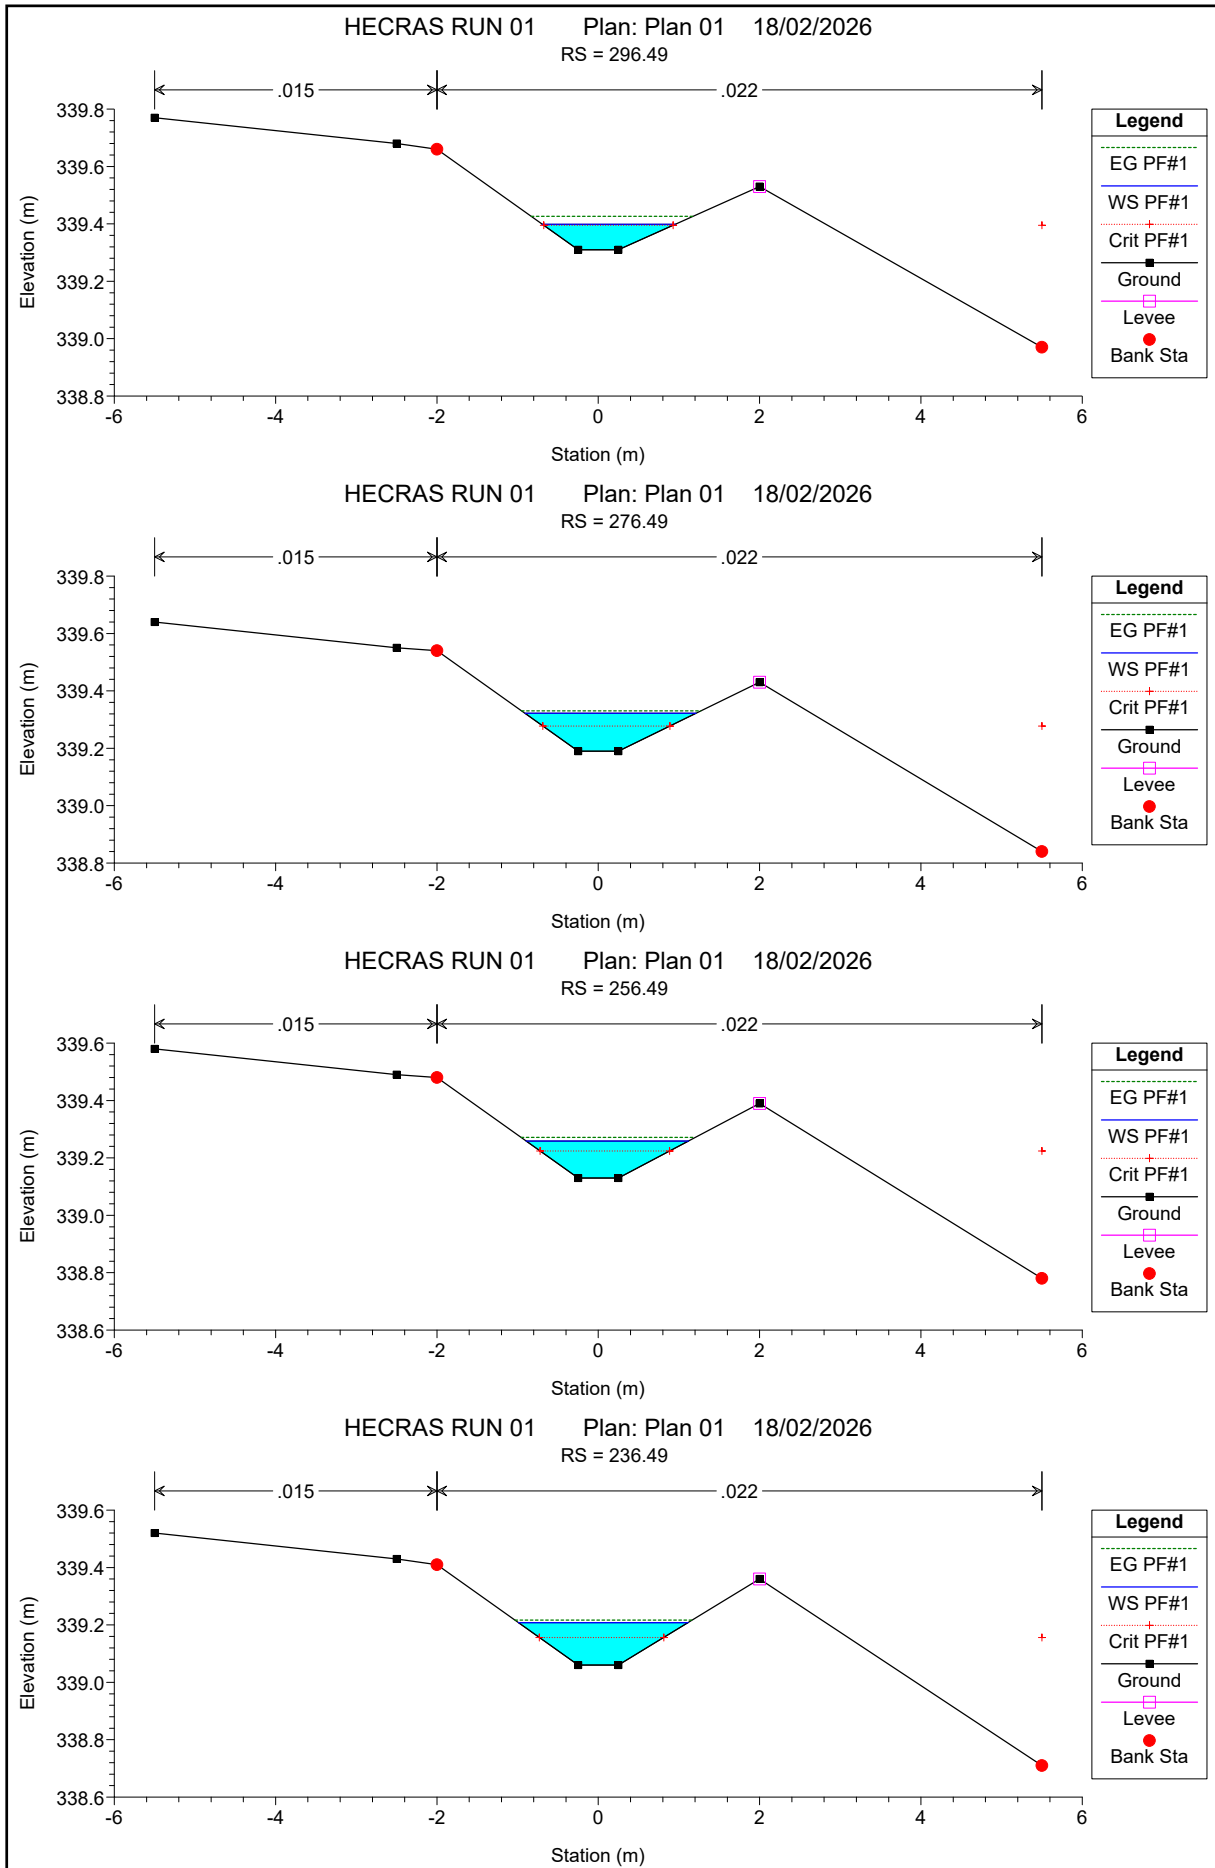 HECRAS RUN 01 Plan: Plan 01 18/02/2026
RS = 296.49
.015 .022
339.8
339.6
339.4
339.2
339.0
338.8
Elevation (m)
-6 -4 -2 0 2 4 6
Station (m)
Legend
EG PF#1
WS PF#1
Crit PF#1
Ground
Levee
Bank Sta
HECRAS RUN 01 Plan: Plan 01 18/02/2026
RS = 276.49
.015 .022
339.8
339.6
339.4
339.2
339.0
338.8
Elevation (m)
-6 -4 -2 0 2 4 6
Station (m)
Legend
EG PF#1
WS PF#1
Crit PF#1
Ground
Levee
Bank Sta
HECRAS RUN 01 Plan: Plan 01 18/02/2026
RS = 256.49
.015 .022
339.6
339.4
339.2
339.0
338.8
338.6
Elevation (m)
-6 -4 -2 0 2 4 6
Station (m)
Legend
EG PF#1
WS PF#1
Crit PF#1
Ground
Levee
Bank Sta
HECRAS RUN 01 Plan: Plan 01 18/02/2026
RS = 236.49
.015 .022
339.6
339.4
339.2
339.0
338.8
338.6
Elevation (m)
-6 -4 -2 0 2 4 6
Station (m)
Legend
EG PF#1
WS PF#1
Crit PF#1
Ground
Levee
Bank Sta